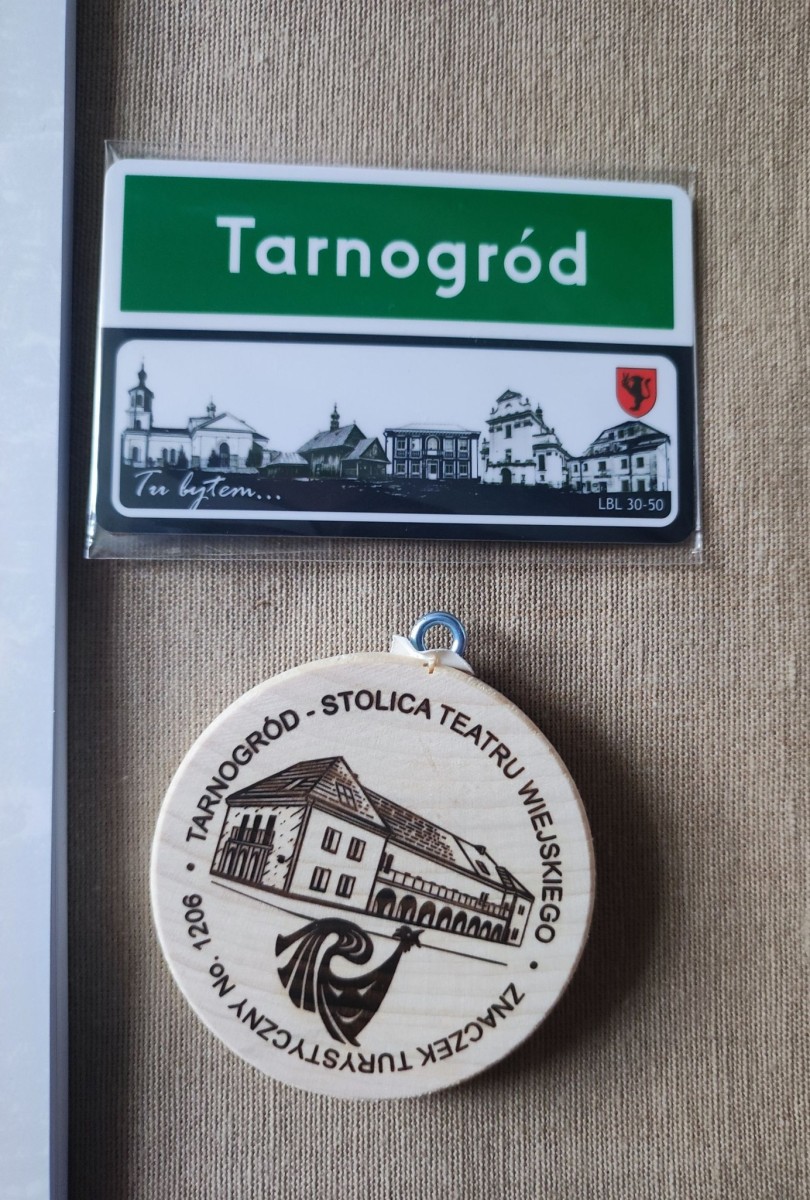 Tarnogród
Tu byłem...
LBL 30-50
TARNOGRÓD - STOLICA TEATRU WIEJSKIEGO
• ZNACZEK TURYSTYCZNY No. 1206 •